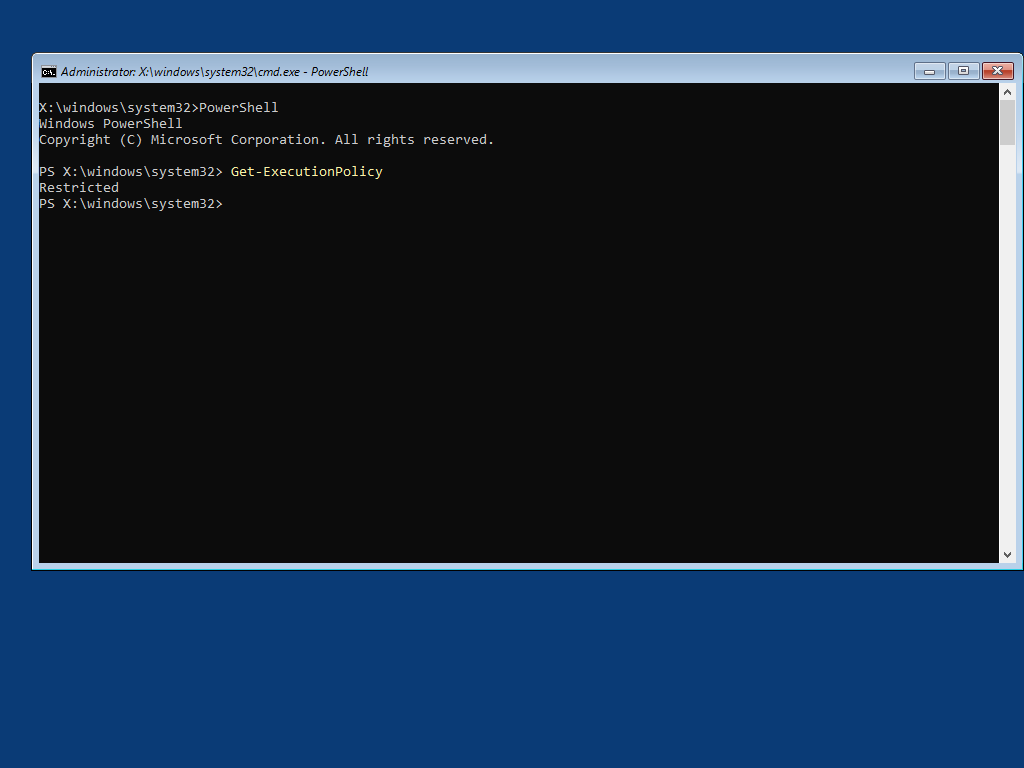 Administrator: X:\windows\system32\cmd.exe - PowerShell
X:\windows\system32>PowerShell
Windows PowerShell
Copyright (C) Microsoft Corporation. All rights reserved.
PS X:\windows\system32> Get-ExecutionPolicy
Restricted
PS X:\windows\system32>